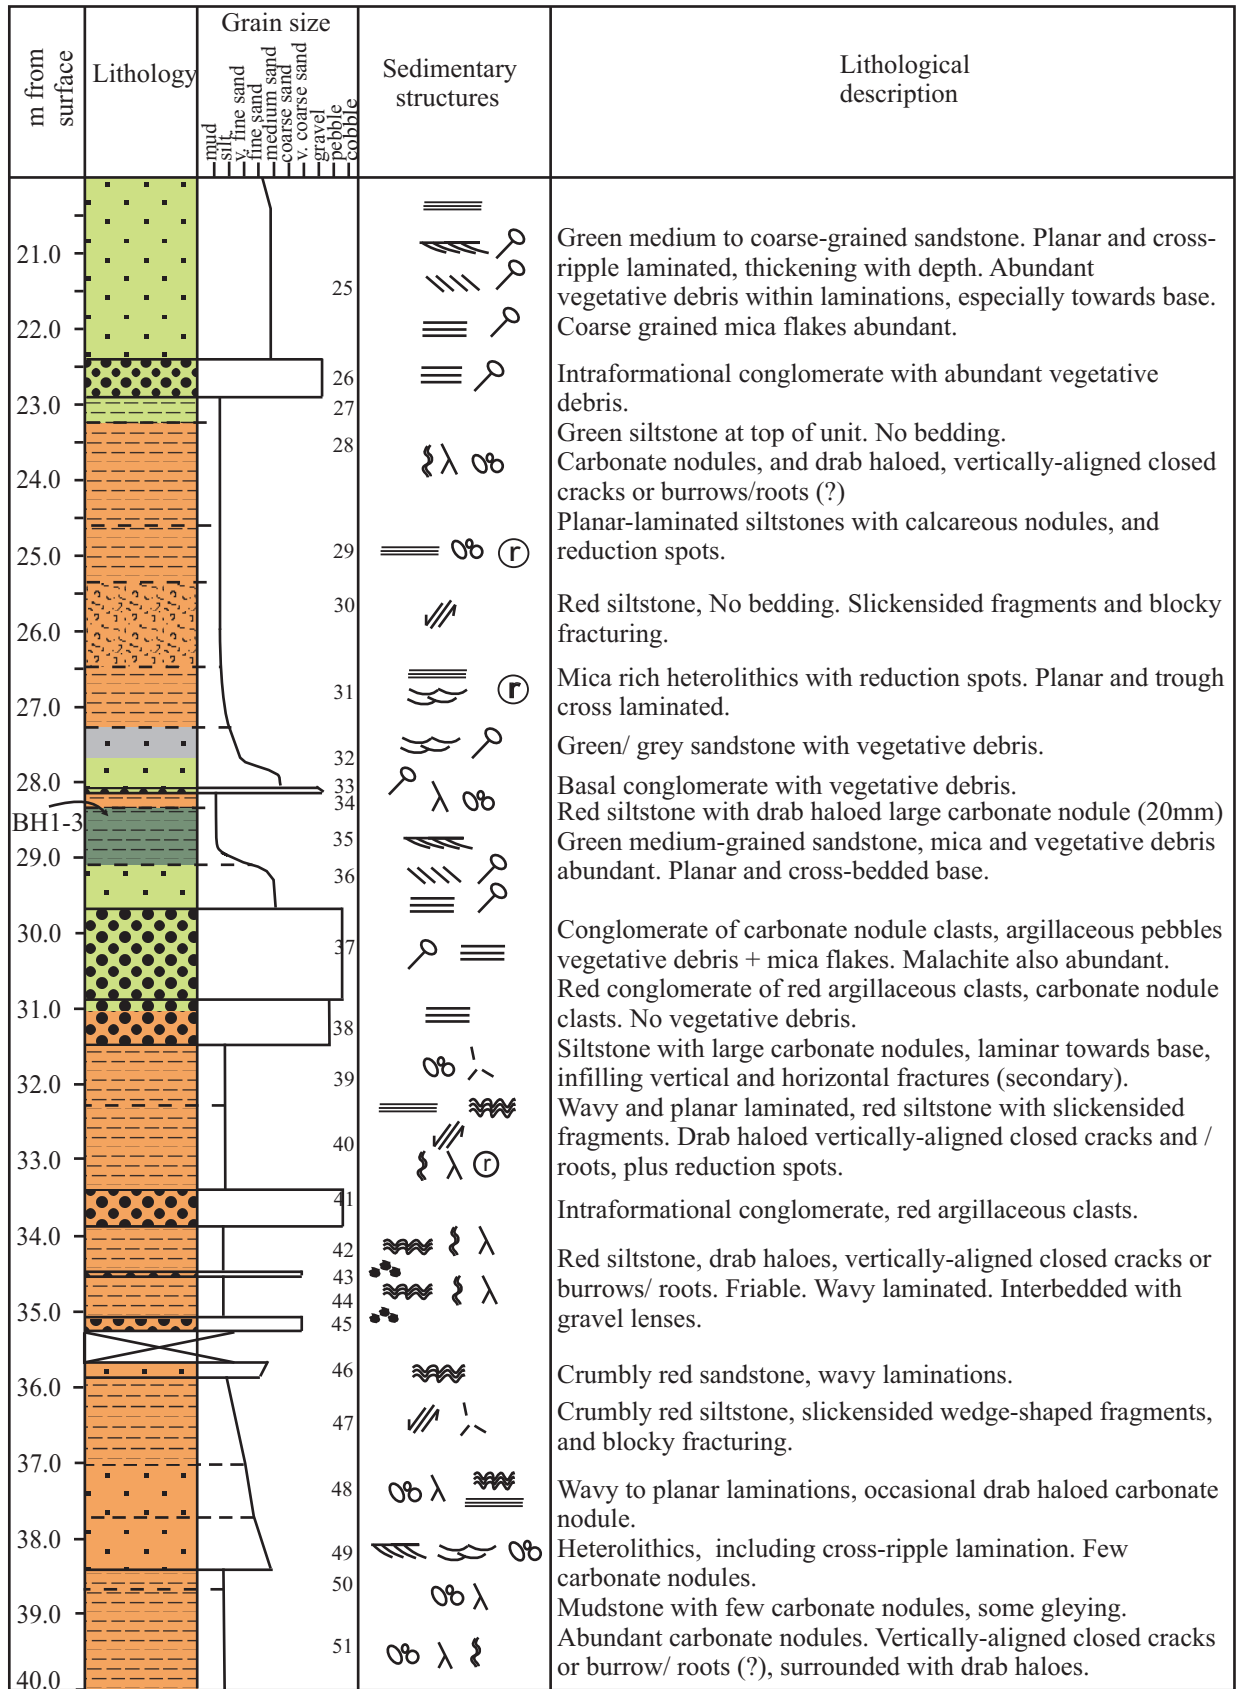 m from
surface
Lithology
Grain size
mud
silt
v. fine sand
fine sand
medium sand
coarse sand
v. coarse sand
gravel
pebble
cobble
Sedimentary
structures
Lithological
description
21.0
22.0
23.0
24.0
25.0
26.0
27.0
28.0
BH1-3
29.0
30.0
31.0
32.0
33.0
34.0
35.0
36.0
37.0
38.0
39.0
40.0
25
26
27
28
29
30
31
32
33
34
35
36
37
38
39
40
41
42
43
44
45
46
47
48
49
50
51
r
r
r
Green medium to coarse-grained sandstone. Planar and cross-
ripple laminated, thickening with depth. Abundant
vegetative debris within laminations, especially towards base.
Coarse grained mica flakes abundant.
Intraformational conglomerate with abundant vegetative
debris.
Green siltstone at top of unit. No bedding.
Carbonate nodules, and drab haloed, vertically-aligned closed
cracks or burrows/roots (?)
Planar-laminated siltstones with calcareous nodules, and
reduction spots.
Red siltstone, No bedding. Slickensided fragments and blocky
fracturing.
Mica rich heterolithics with reduction spots. Planar and trough
cross laminated.
Green/ grey sandstone with vegetative debris.
Basal conglomerate with vegetative debris.
Red siltstone with drab haloed large carbonate nodule (20mm)
Green medium-grained sandstone, mica and vegetative debris
abundant. Planar and cross-bedded base.
Conglomerate of carbonate nodule clasts, argillaceous pebbles
vegetative debris + mica flakes. Malachite also abundant.
Red conglomerate of red argillaceous clasts, carbonate nodule
clasts. No vegetative debris.
Siltstone with large carbonate nodules, laminar towards base,
infilling vertical and horizontal fractures (secondary).
Wavy and planar laminated, red siltstone with slickensided
fragments. Drab haloed vertically-aligned closed cracks and /
roots, plus reduction spots.
Intraformational conglomerate, red argillaceous clasts.
Red siltstone, drab haloes, vertically-aligned closed cracks or
burrows/ roots. Friable. Wavy laminated. Interbedded with
gravel lenses.
Crumbly red sandstone, wavy laminations.
Crumbly red siltstone, slickensided wedge-shaped fragments,
and blocky fracturing.
Wavy to planar laminations, occasional drab haloed carbonate
nodule.
Heterolithics, including cross-ripple lamination. Few
carbonate nodules.
Mudstone with few carbonate nodules, some gleying.
Abundant carbonate nodules. Vertically-aligned closed cracks
or burrow/ roots (?), surrounded with drab haloes.